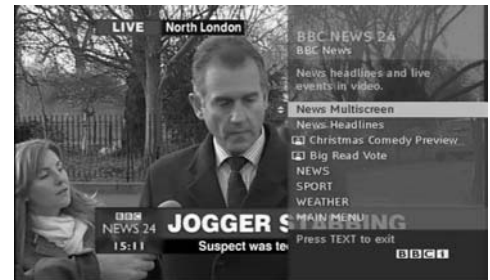 LIVE North London
BBC NEWS 24
BBC News
News headlines and live
events in video.
News Multiscreen
News Headlines
Christmas Comedy Preview
Big Read Vote
NEWS
SPORT
WEATHER
MAIN MENU
Press TEXT to exit
BBCi
BBC
NEWS 24
15:11
JOGGER STABBING
Suspect was